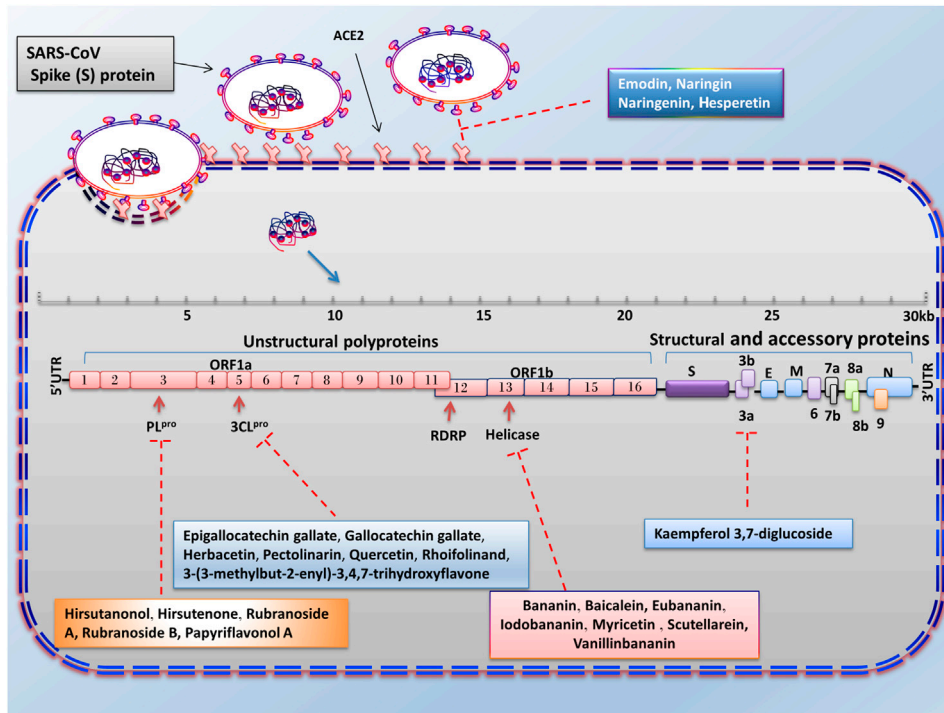 SARS-CoV
Spike (S) protein
ACE2
Emodin, Naringin
Naringenin, Hesperetin
5 10 15 20 25 30kb
Unstructural polyproteins
Structural and accessory proteins
ORF1a
ORF1b
5'UTR
1 2 3 4 5 6 7 8 9 10 11 12 13 14 15 16
S 3b E M 7a 8a N
3'UTR
3a 6 7b 8b 9
PLpro 3CLpro RDRP Helicase
Epigallocatechin gallate, Gallocatechin gallate,
Herbacetin, Pectolinarin, Quercetin, Rhoifolinand,
3-(3-methylbut-2-enyl)-3,4,7-trihydroxyflavone
Kaempferol 3,7-diglucoside
Hirsutanonol, Hirsutenone, Rubranoside
A, Rubranoside B, Papyriflavonol A
Bananin, Baicalein, Eubananin,
Iodobananin, Myricetin , Scutellarein,
Vanillinbananin